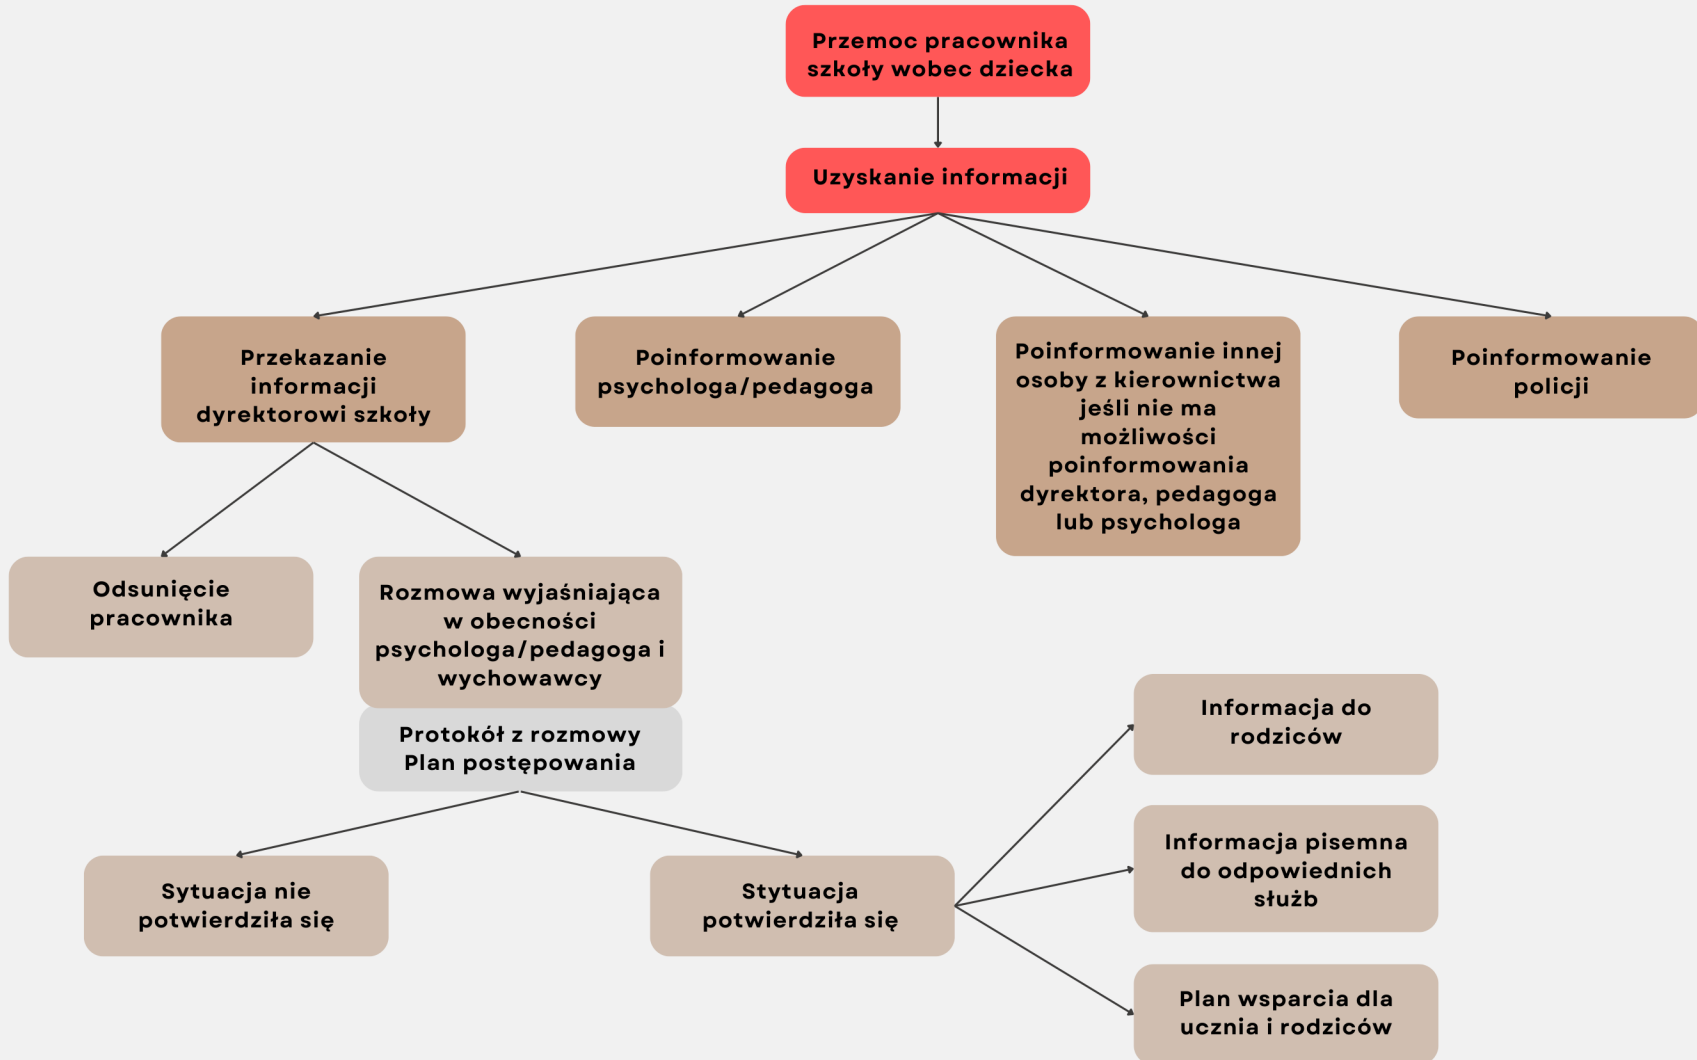 Przemoc pracownika
szkoły wobec dziecka
Uzyskanie informacji
Przekazanie
informacji
dyrektorowi szkoły
Poinformowanie
psychologa/pedagoga
Poinformowanie innej
osoby z kierownictwa
jeśli nie ma
możliwości
poinformowania
dyrektora, pedagoga
lub psychologa
Poinformowanie
policji
Odsunięcie
pracownika
Rozmowa wyjaśniająca
w obecności
psychologa/pedagoga i
wychowawcy
Protokół z rozmowy
Plan postępowania
Sytuacja nie
potwierdziła się
Stytuacja
potwierdziła się
Informacja do
rodziców
Informacja pisemna
do odpowiednich
służb
Plan wsparcia dla
ucznia i rodziców